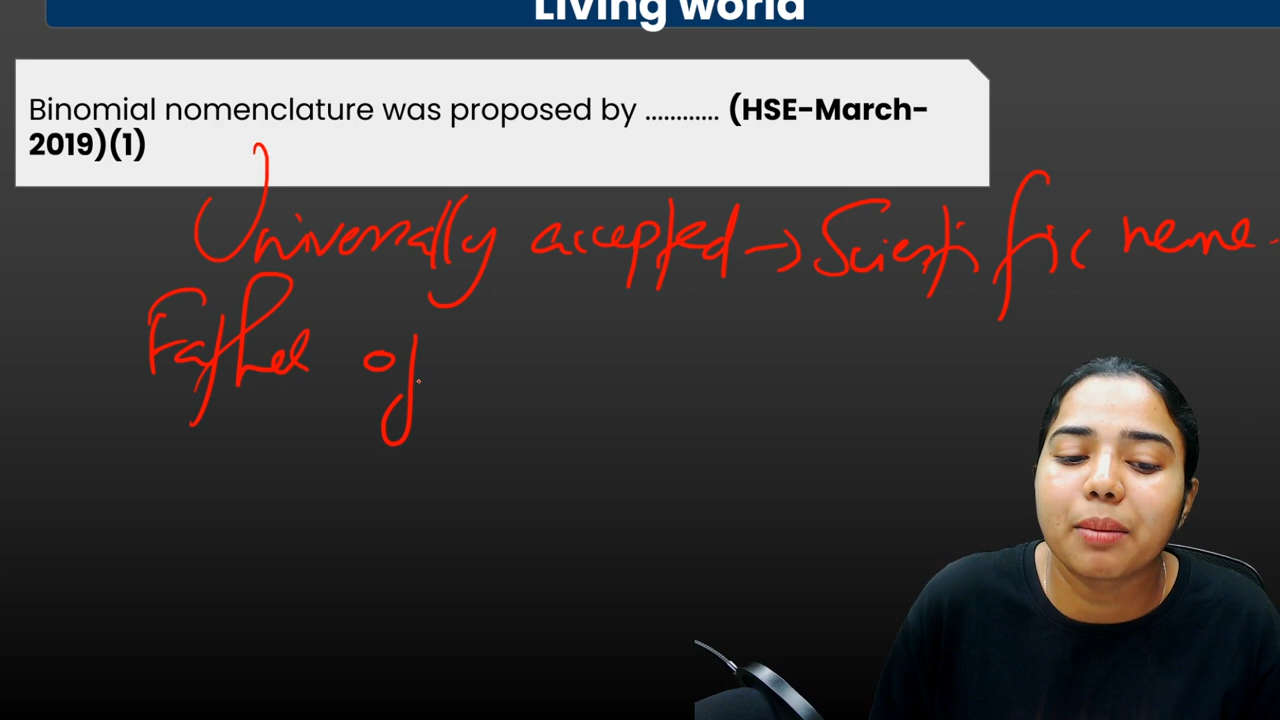 Living world
Binomial nomenclature was proposed by ............ (HSE-March-
2019)(1)
Universally accepted → Scientific name
Father of